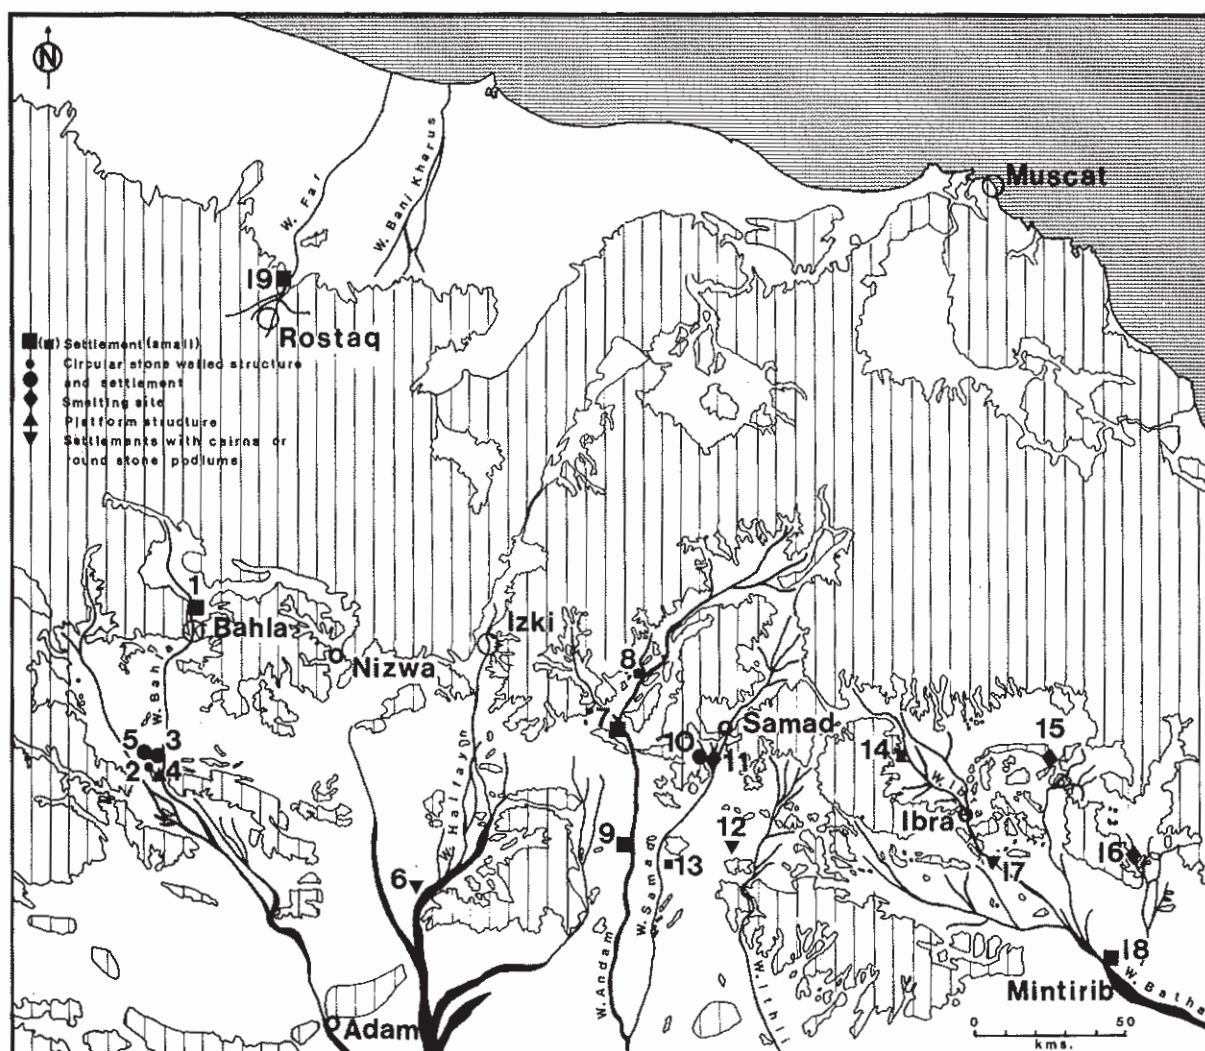 N
Muscat
W. Far
W. Bani Kharus
19
Rostaq
(■) Settlement (small)
Circular stone walled structure
and settlement
Smelting site
Platform structure
Settlements with cairns or
round stone podiums
1
Bahla
Izki
Nizwa
8
W. Bahla
7
Samad
5
3
2
4
10
11
14
15
W. Halfayn
W. Ibra
Ibra
12
16
9
13
6
17
W. Samad
W. Andam
W. Ithli
18
W. Batha
Mintirib
Adam
0 50
kms.